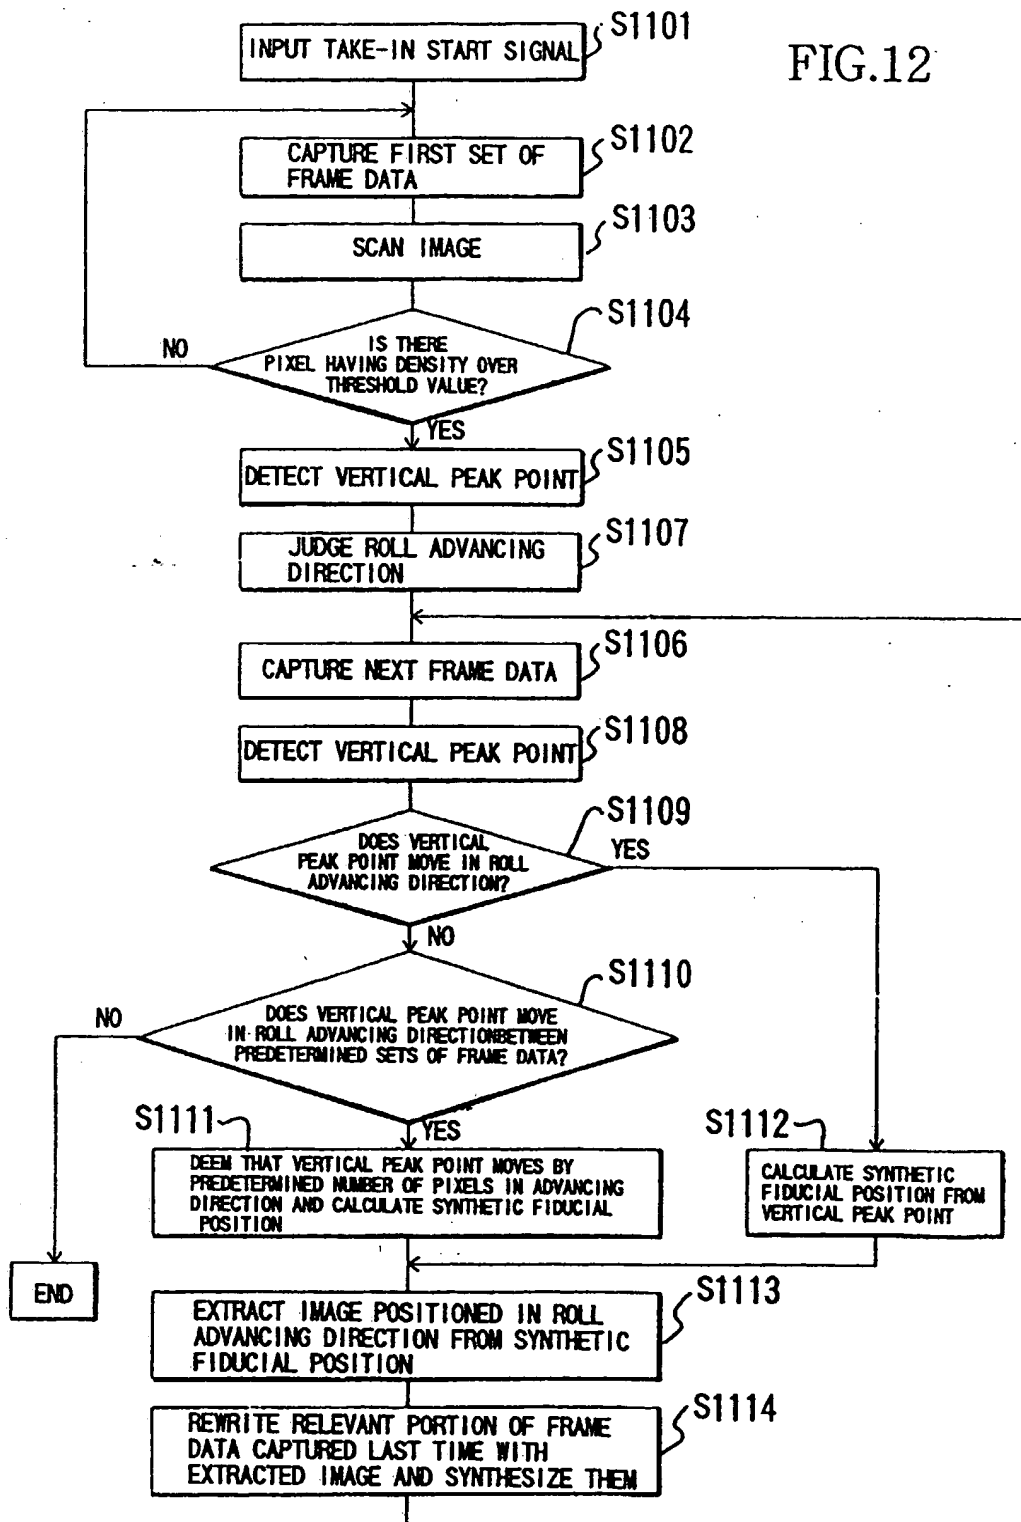 FIG.12
S1101
INPUT TAKE-IN START SIGNAL
S1102
CAPTURE FIRST SET OF
FRAME DATA
S1103
SCAN IMAGE
S1104
IS THERE
PIXEL HAVING DENSITY OVER
THRESHOLD VALUE?
NO
YES
S1105
DETECT VERTICAL PEAK POINT
S1107
JUDGE ROLL ADVANCING
DIRECTION
S1106
CAPTURE NEXT FRAME DATA
S1108
DETECT VERTICAL PEAK POINT
S1109
DOES VERTICAL
PEAK POINT MOVE IN ROLL
ADVANCING DIRECTION?
YES
NO
S1110
DOES VERTICAL PEAK POINT MOVE
IN ROLL ADVANCING DIRECTIONBETWEEN
PREDETERMINED SETS OF FRAME DATA?
NO
YES
S1111
DEEM THAT VERTICAL PEAK POINT MOVES BY
PREDETERMINED NUMBER OF PIXELS IN ADVANCING
DIRECTION AND CALCULATE SYNTHETIC FIDUCIAL
POSITION
S1112
CALCULATE SYNTHETIC
FIDUCIAL POSITION FROM
VERTICAL PEAK POINT
END
S1113
EXTRACT IMAGE POSITIONED IN ROLL
ADVANCING DIRECTION FROM SYNTHETIC
FIDUCIAL POSITION
S1114
REWRITE RELEVANT PORTION OF FRAME
DATA CAPTURED LAST TIME WITH
EXTRACTED IMAGE AND SYNTHESIZE THEM